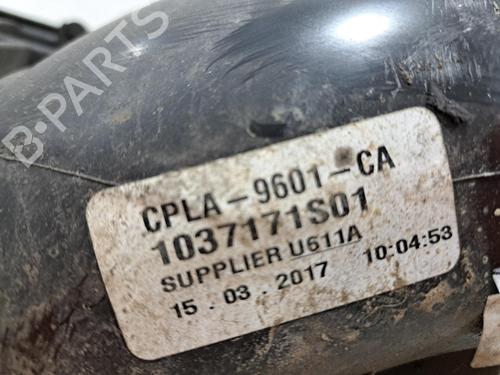 B-PARTS
CPLA-9601-CA
1037171S01
SUPPLIER U611A
15 . 03 . 2017 10:04:53